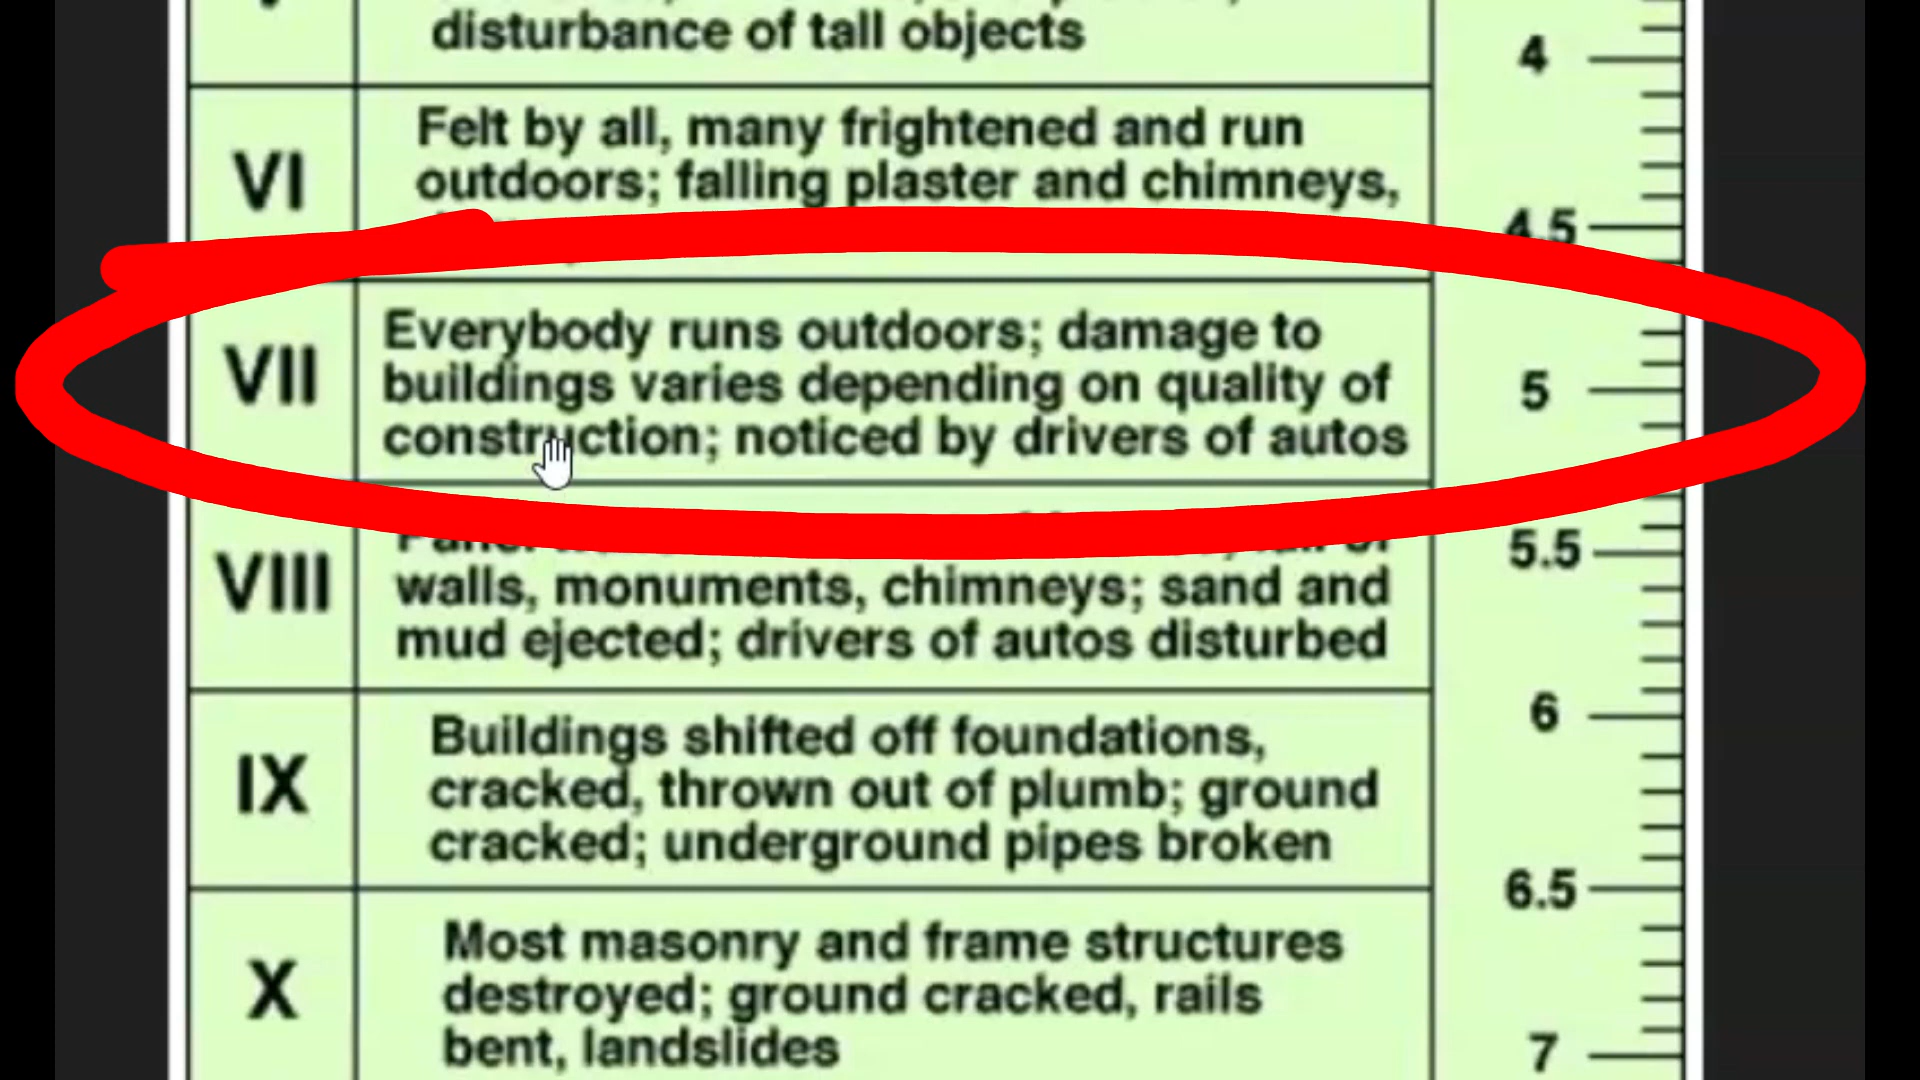 disturbance of tall objects
4
VI
Felt by all, many frightened and run
outdoors; falling plaster and chimneys,
4.5
VII
Everybody runs outdoors; damage to
buildings varies depending on quality of
construction; noticed by drivers of autos
5
5.5
VIII
walls, monuments, chimneys; sand and
mud ejected; drivers of autos disturbed
6
IX
Buildings shifted off foundations,
cracked, thrown out of plumb; ground
cracked; underground pipes broken
6.5
X
Most masonry and frame structures
destroyed; ground cracked, rails
bent, landslides
7